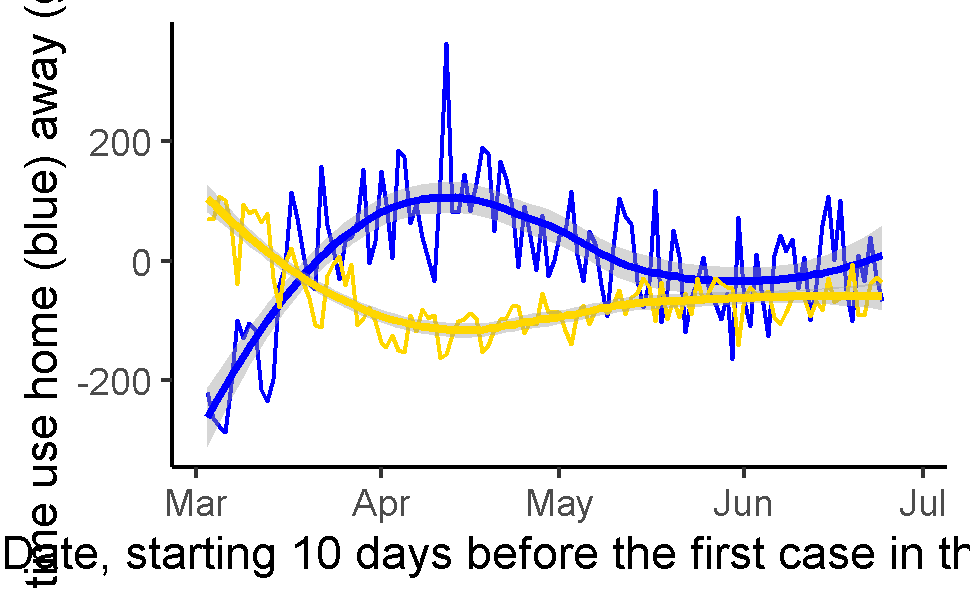 time use home (blue) away (
200
0
-200
Mar Apr May Jun Jul
Date, starting 10 days before the first case in th